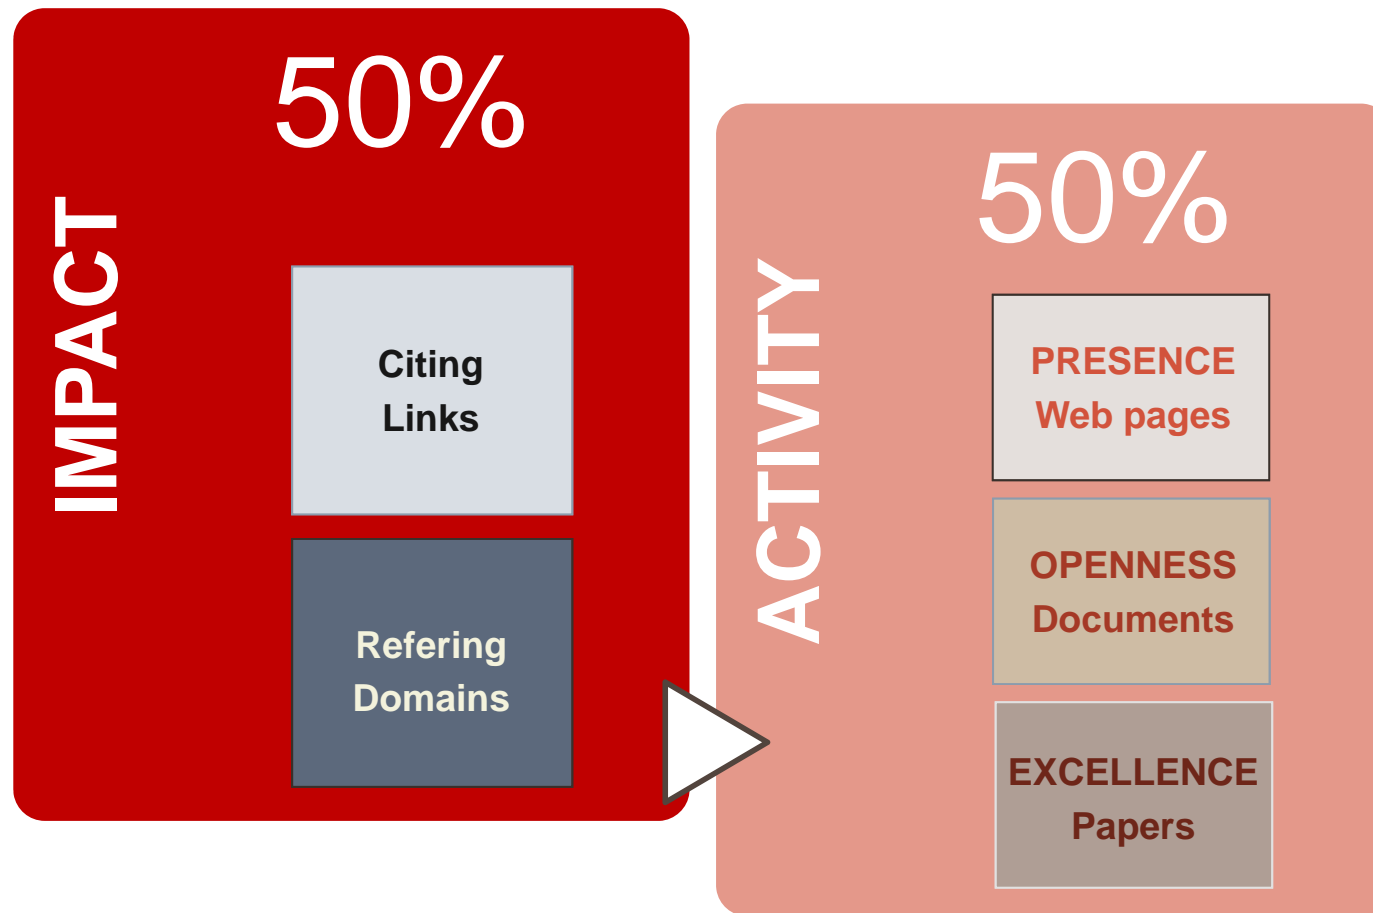 50%
IMPACT
Citing
Links
Refering
Domains
50%
ACTIVITY
PRESENCE
Web pages
OPENNESS
Documents
EXCELLENCE
Papers